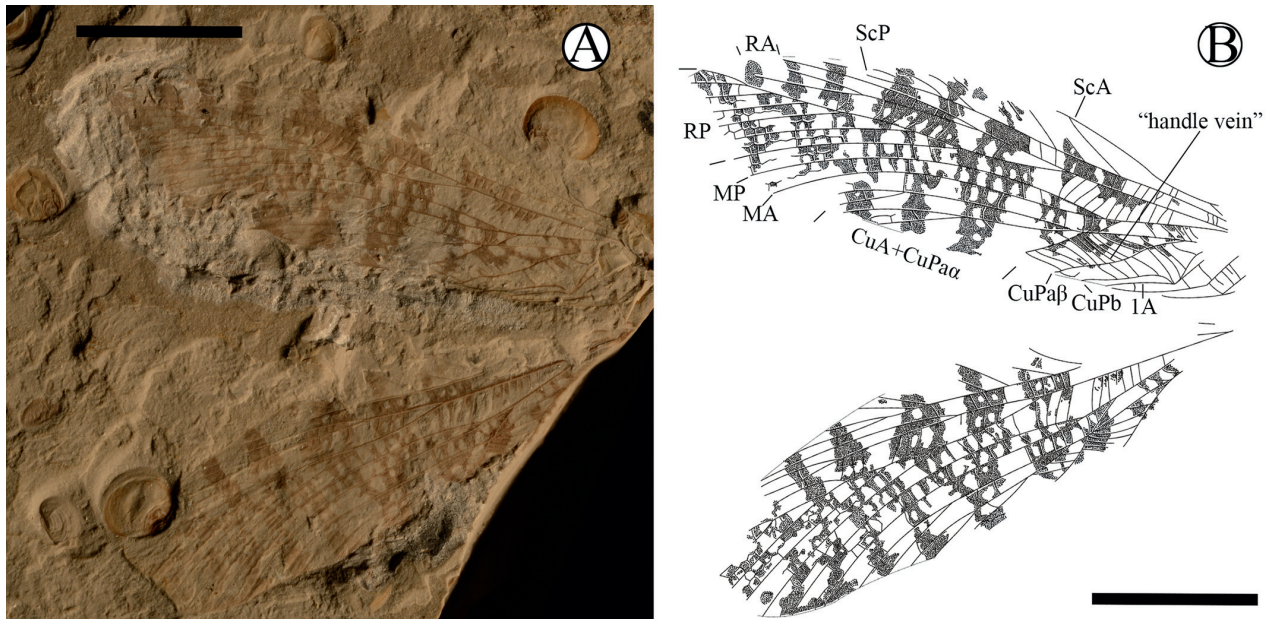 A
B
RA
ScP
ScA
“handle vein”
RP
MP
MA
CuA+CuPaα
CuPaβ
CuPb
1A